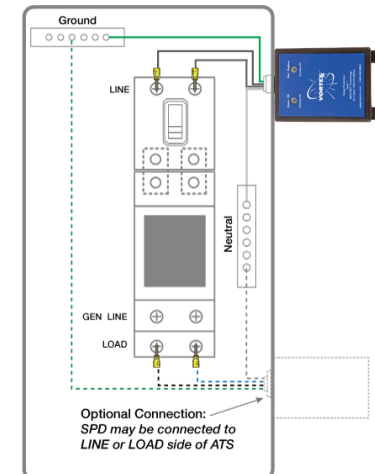 Ground
LINE
VORTEX
Neutral
GEN LINE
LOAD
Optional Connection:
SPD may be connected to
LINE or LOAD side of ATS